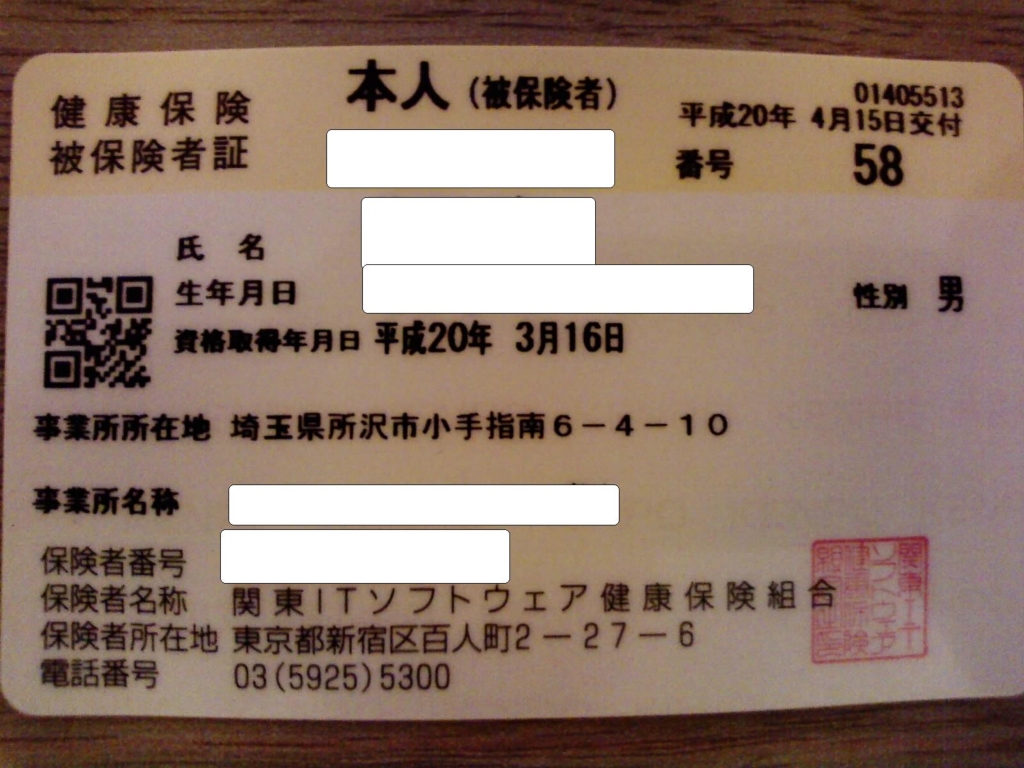 健康保険
被保険者証
本人(被保険者)
01405513
平成20年 4月15日交付
番号 58
氏 名
生年月日
性別 男
資格取得年月日 平成20年 3月16日
事業所所在地 埼玉県所沢市小手指南6-4-10
事業所名称
保険者番号
保険者名称 関東ITソフトウェア健康保険組合
保険者所在地 東京都新宿区百人町2-27-6
電話番号 03(5925)5300